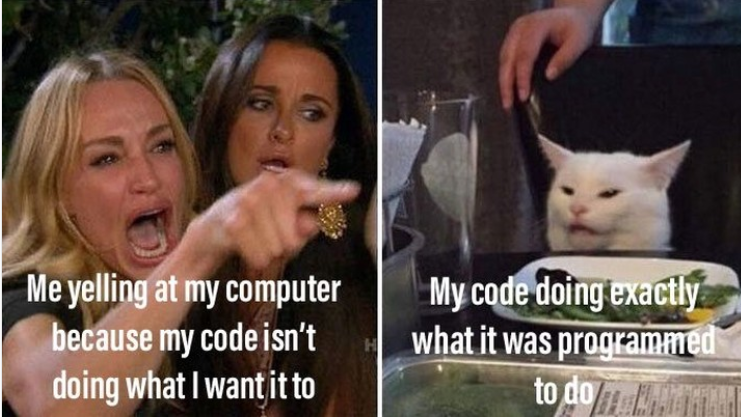 Me yelling at my computer
because my code isn't
doing what I want it to
My code doing exactly
what it was programmed
to do